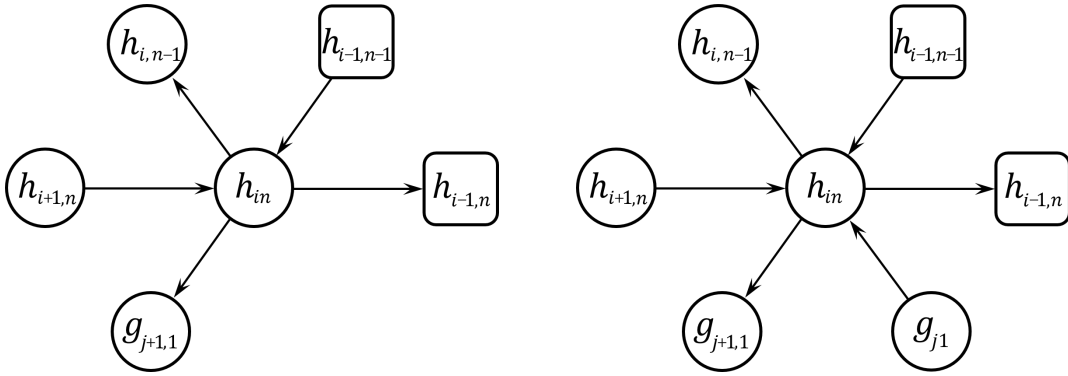 h_{i,n-1} h_{i-1,n-1} h_{i,n-1} h_{i-1,n-1}
h_{i+1,n} h_{in} h_{i-1,n} h_{i+1,n} h_{in} h_{i-1,n}
g_{j+1,1} g_{j+1,1} g_{j1}